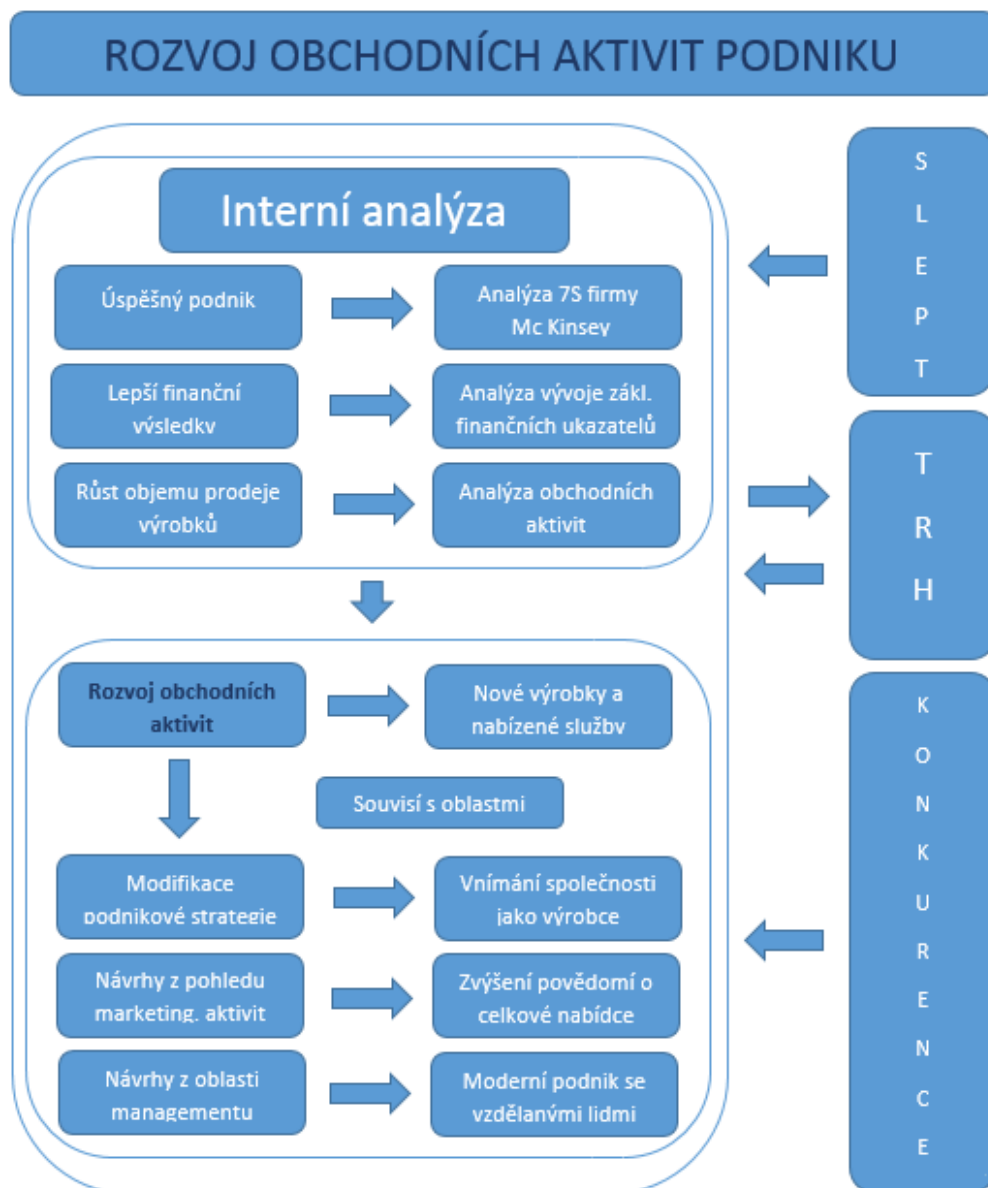 ROZVOJ OBCHODNÍCH AKTIVIT PODNIKU
Interní analýza
Úspěšný podnik
Analýza 7S firmy
Mc Kinsey
Lepší finanční
výsledky
Analýza vývoje zákl.
finančních ukazatelů
Růst objemu prodeje
výrobků
Analýza obchodních
aktivit
Rozvoj obchodních
aktivit
Nové výrobky a
nabízené služby
Souvisí s oblastmi
Modifikace
podnikové strategie
Vnímání společnosti
jako výrobce
Návrhy z pohledu
marketing. aktivit
Zvýšení povědomí o
celkové nabídce
Návrhy z oblasti
managementu
Moderní podnik se
vzdělanými lidmi
S
L
E
P
T
T
R
H
K
O
N
K
U
R
E
N
C
E